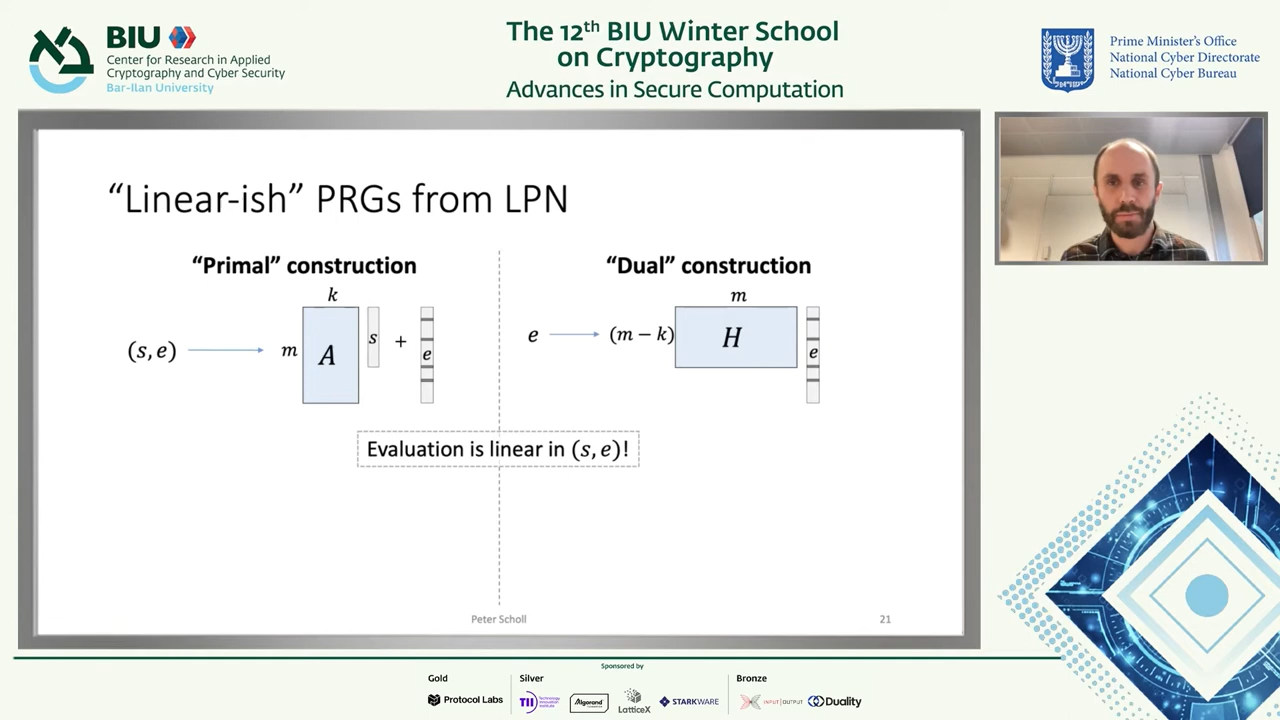 BIU
Center for Research in Applied
Cryptography and Cyber Security
Bar-Ilan University
The 12th BIU Winter School
on Cryptography
Advances in Secure Computation
Prime Minister's Office
National Cyber Directorate
National Cyber Bureau
“Linear-ish” PRGs from LPN
“Primal” construction
k
(s, e)
m
A
s
+
e
“Dual” construction
m
e
(m − k)
H
e
Evaluation is linear in (s, e)!
Peter Scholl
21
Sponsored by
Gold
Protocol Labs
Silver
TII
Technology
Innovation
Institute
Algorand
LatticeX
STARKWARE
Bronze
INPUT|OUTPUT
Duality